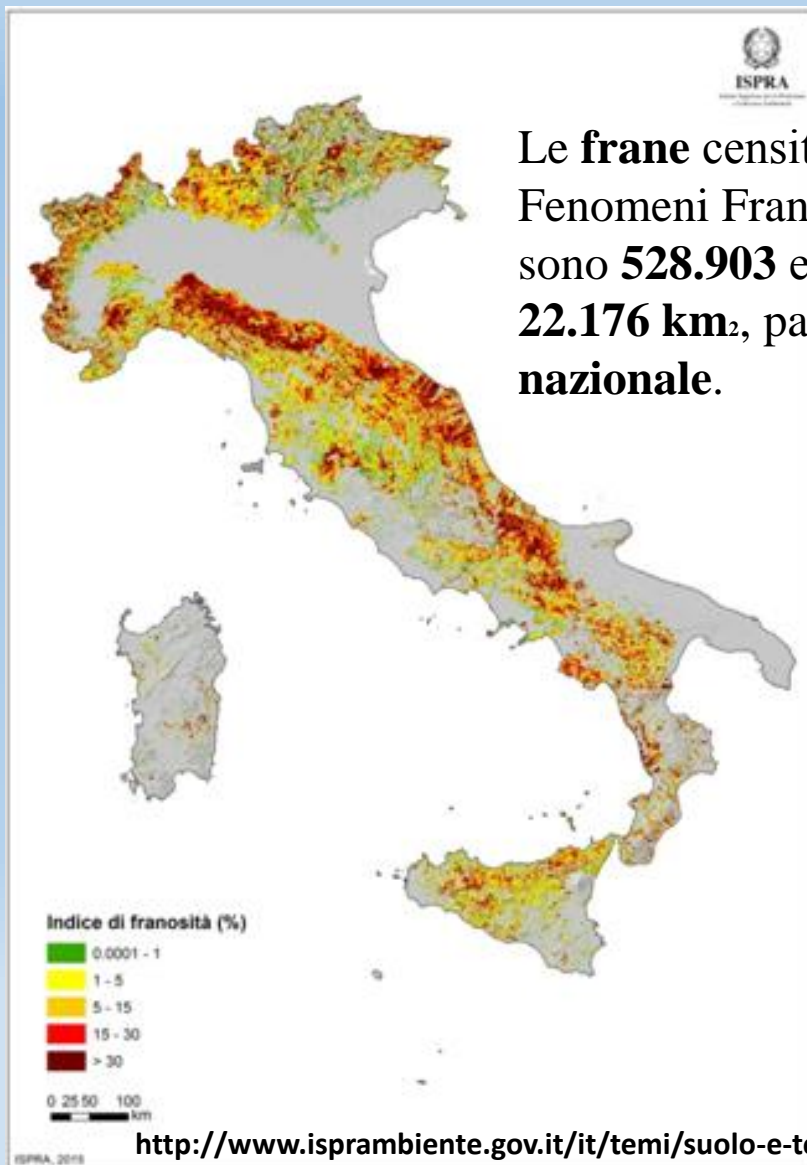 ISPRA
Le frane censit
Fenomeni Fran
sono 528.903 e
22.176 km₂, pa
nazionale.
Indice di franosità (%)
0.0001 - 1
1 - 5
5 - 15
15 - 30
> 30
0 25 50 100
km
http://www.isprambiente.gov.it/it/temi/suolo-e-te